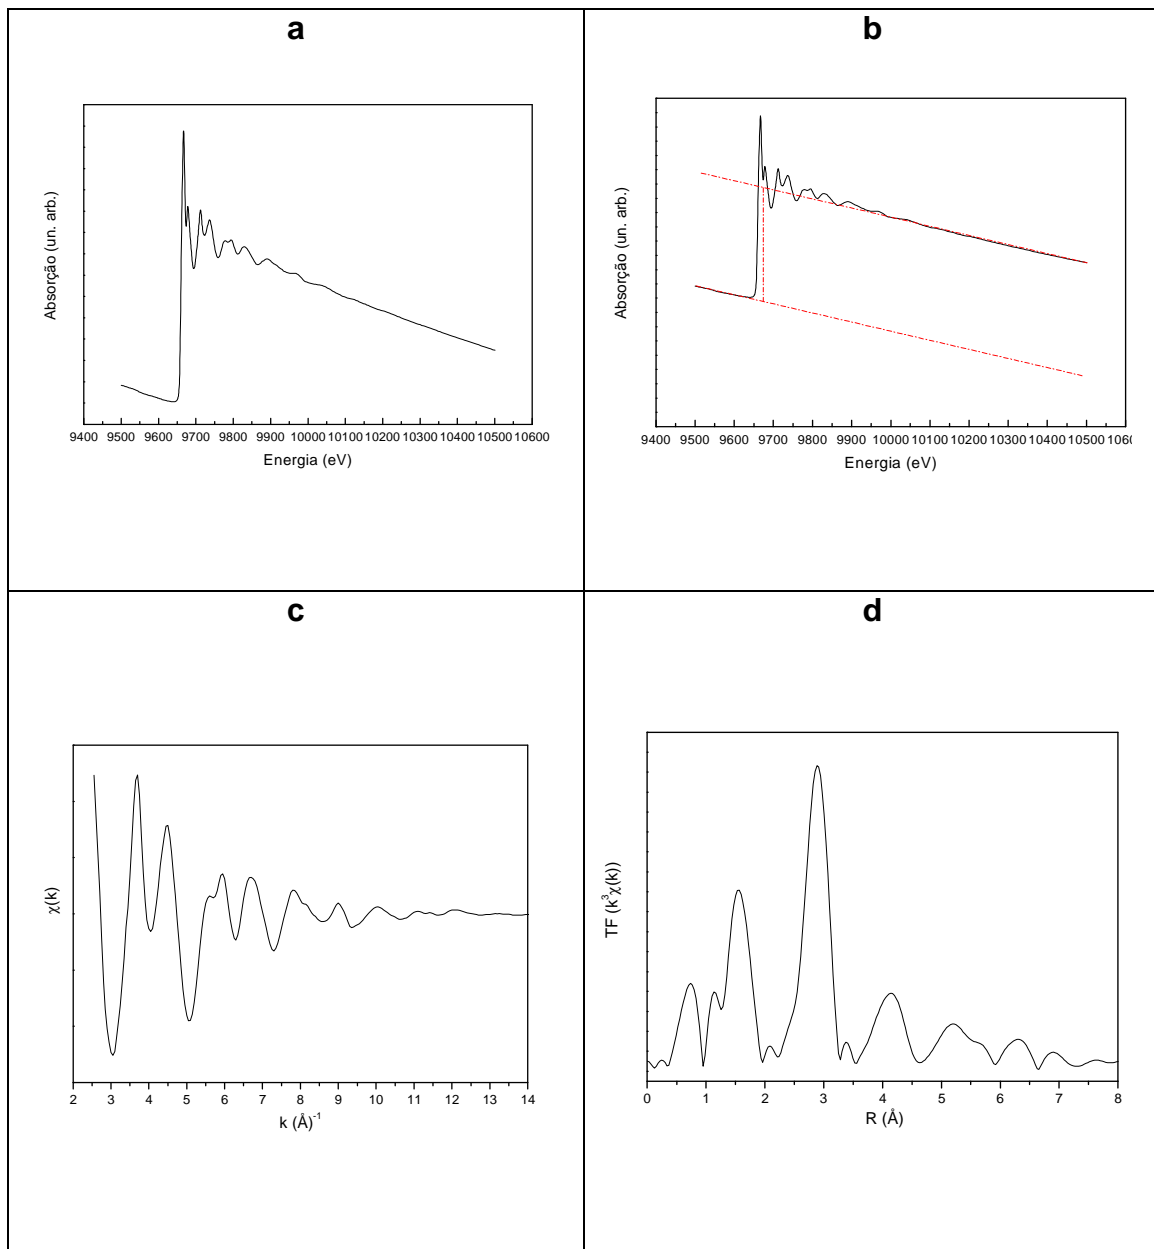 a
Absorção (un. arb.)
9400 9500 9600 9700 9800 9900 10000 10100 10200 10300 10400 10500 10600
Energia (eV)
b
Absorção (un. arb.)
9400 9500 9600 9700 9800 9900 10000 10100 10200 10300 10400 10500
Energia (eV)
c
χ(k)
2 3 4 5 6 7 8 9 10 11 12 13 14
k (Å)⁻¹
d
TF (k³χ(k))
0 1 2 3 4 5 6 7 8
R (Å)